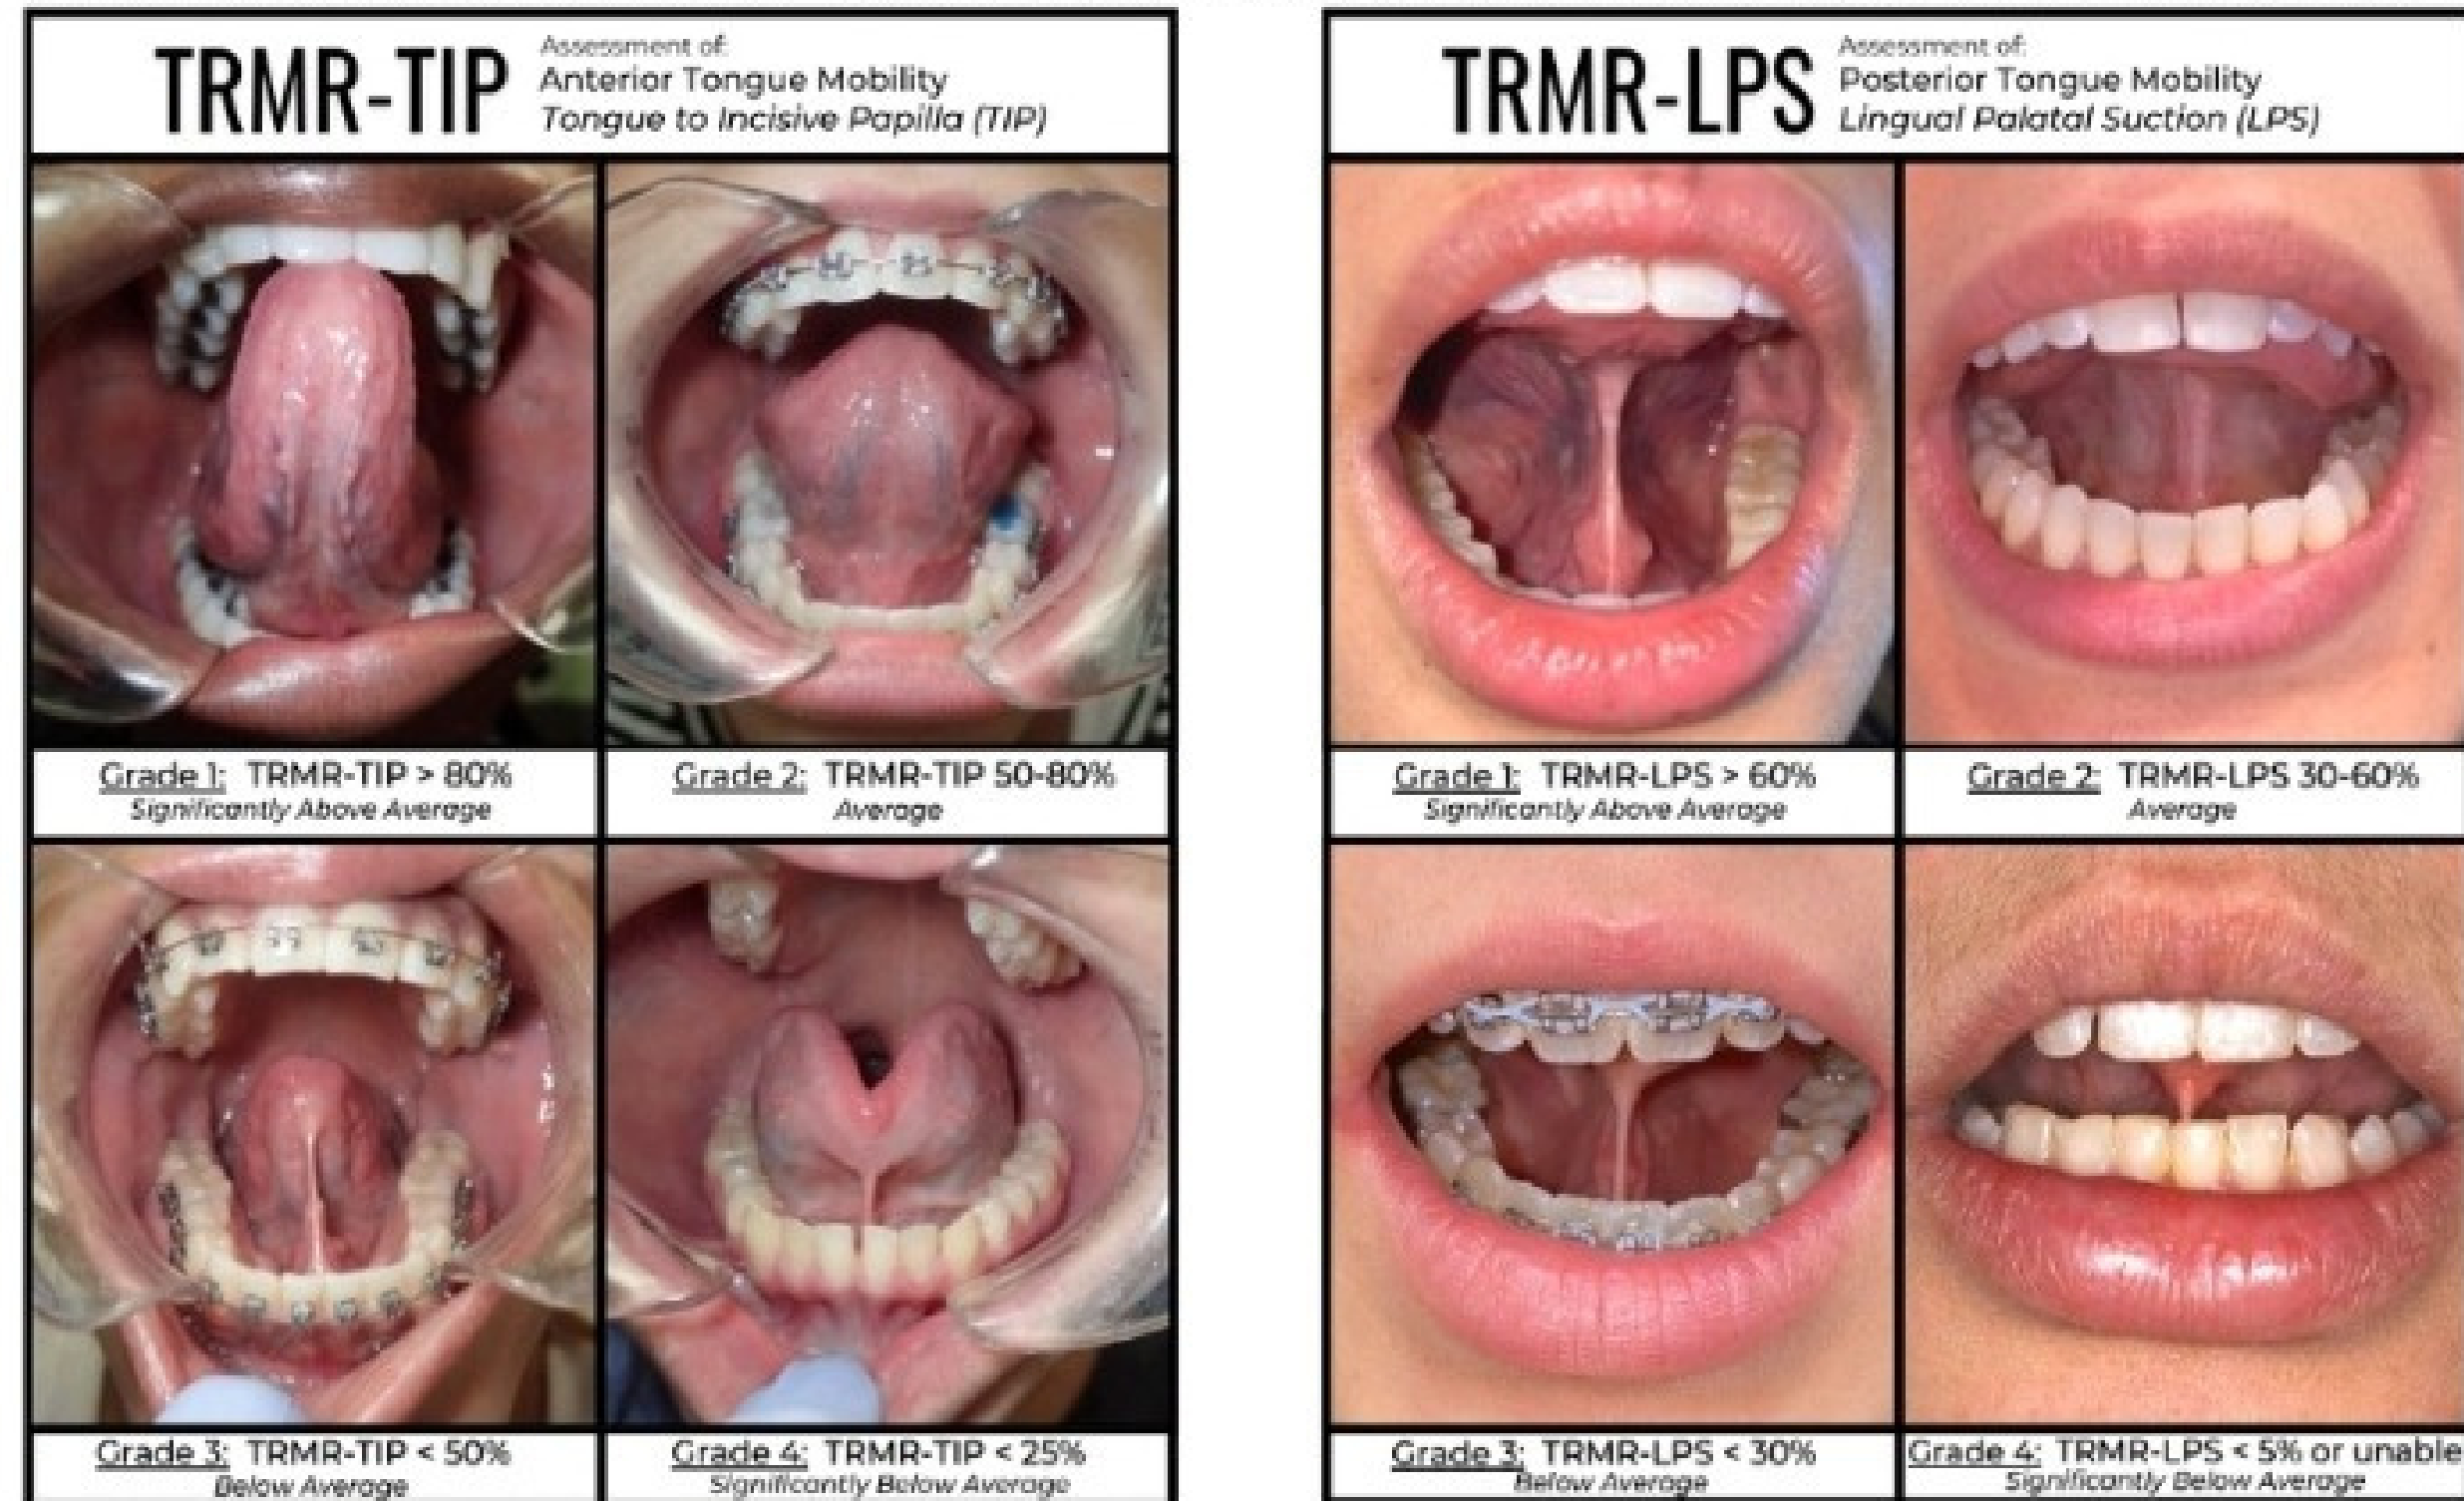 TRMR-TIP
Assessment of:
Anterior Tongue Mobility
Tongue to Incisive Papilla (TIP)
Grade 1: TRMR-TIP > 80%
Significantly Above Average
Grade 2: TRMR-TIP 50-80%
Average
Grade 3: TRMR-TIP < 50%
Below Average
Grade 4: TRMR-TIP < 25%
Significantly Below Average
TRMR-LPS
Assessment of:
Posterior Tongue Mobility
Lingual Palatal Suction (LPS)
Grade 1: TRMR-LPS > 60%
Significantly Above Average
Grade 2: TRMR-LPS 30-60%
Average
Grade 3: TRMR-LPS < 30%
Below Average
Grade 4: TRMR-LPS < 5% or unable
Significantly Below Average